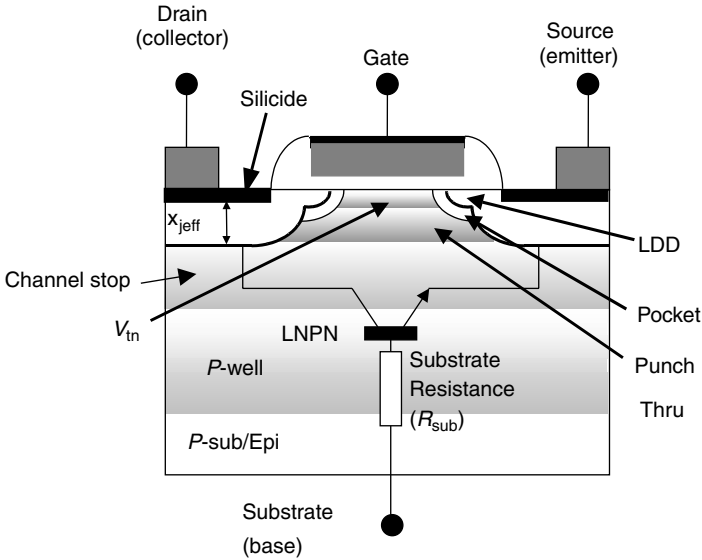 Drain
(collector)
Source
(emitter)
Gate
Silicide
x_jeff
LDD
Channel stop
V_tn
Pocket
LNPN
Substrate
Resistance
(R_sub)
Punch
Thru
P-well
P-sub/Epi
Substrate
(base)